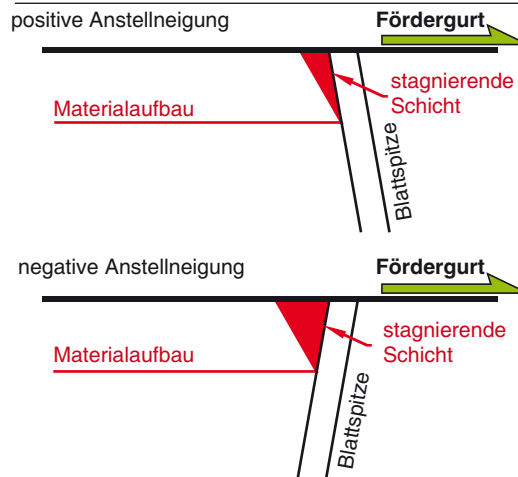 positive Anstellneigung
Fördergurt
stagnierende
Schicht
Materialaufbau
Blattspitze
negative Anstellneigung
Fördergurt
stagnierende
Schicht
Materialaufbau
Blattspitze